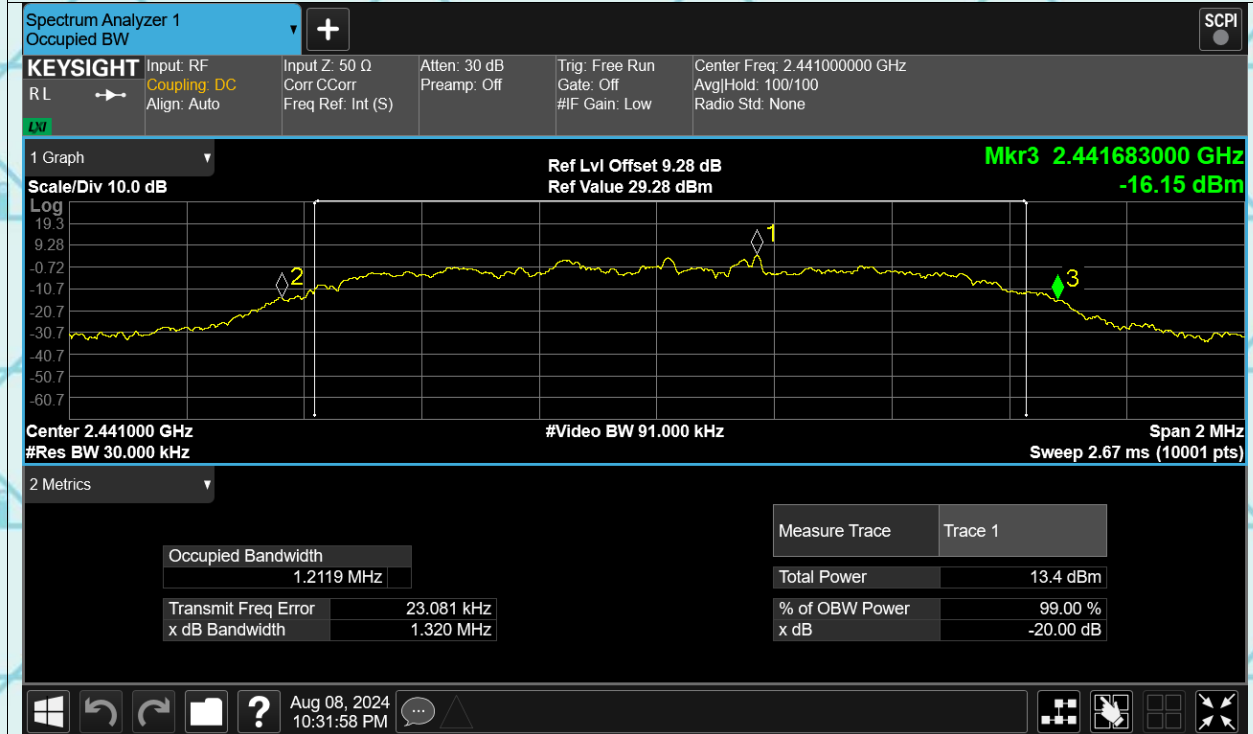 Spectrum Analyzer 1
Occupied BW
SCPI
KEYSIGHT
R L
LXI
Input: RF
Coupling: DC
Align: Auto
Input Z: 50 Ω
Corr CCorr
Freq Ref: Int (S)
Atten: 30 dB
Preamp: Off
Trig: Free Run
Gate: Off
#IF Gain: Low
Center Freq: 2.441000000 GHz
Avg|Hold: 100/100
Radio Std: None
1 Graph
Scale/Div 10.0 dB
Ref Lvl Offset 9.28 dB
Ref Value 29.28 dBm
Mkr3 2.441683000 GHz
-16.15 dBm
Log
19.3
9.28
-0.72
-10.7
-20.7
-30.7
-40.7
-50.7
-60.7
1
2
3
Center 2.441000 GHz
#Video BW 91.000 kHz
Span 2 MHz
#Res BW 30.000 kHz
Sweep 2.67 ms (10001 pts)
2 Metrics
Occupied Bandwidth
1.2119 MHz
Transmit Freq Error 23.081 kHz
x dB Bandwidth 1.320 MHz
Measure Trace Trace 1
Total Power 13.4 dBm
% of OBW Power 99.00 %
x dB -20.00 dB
?
Aug 08, 2024
10:31:58 PM